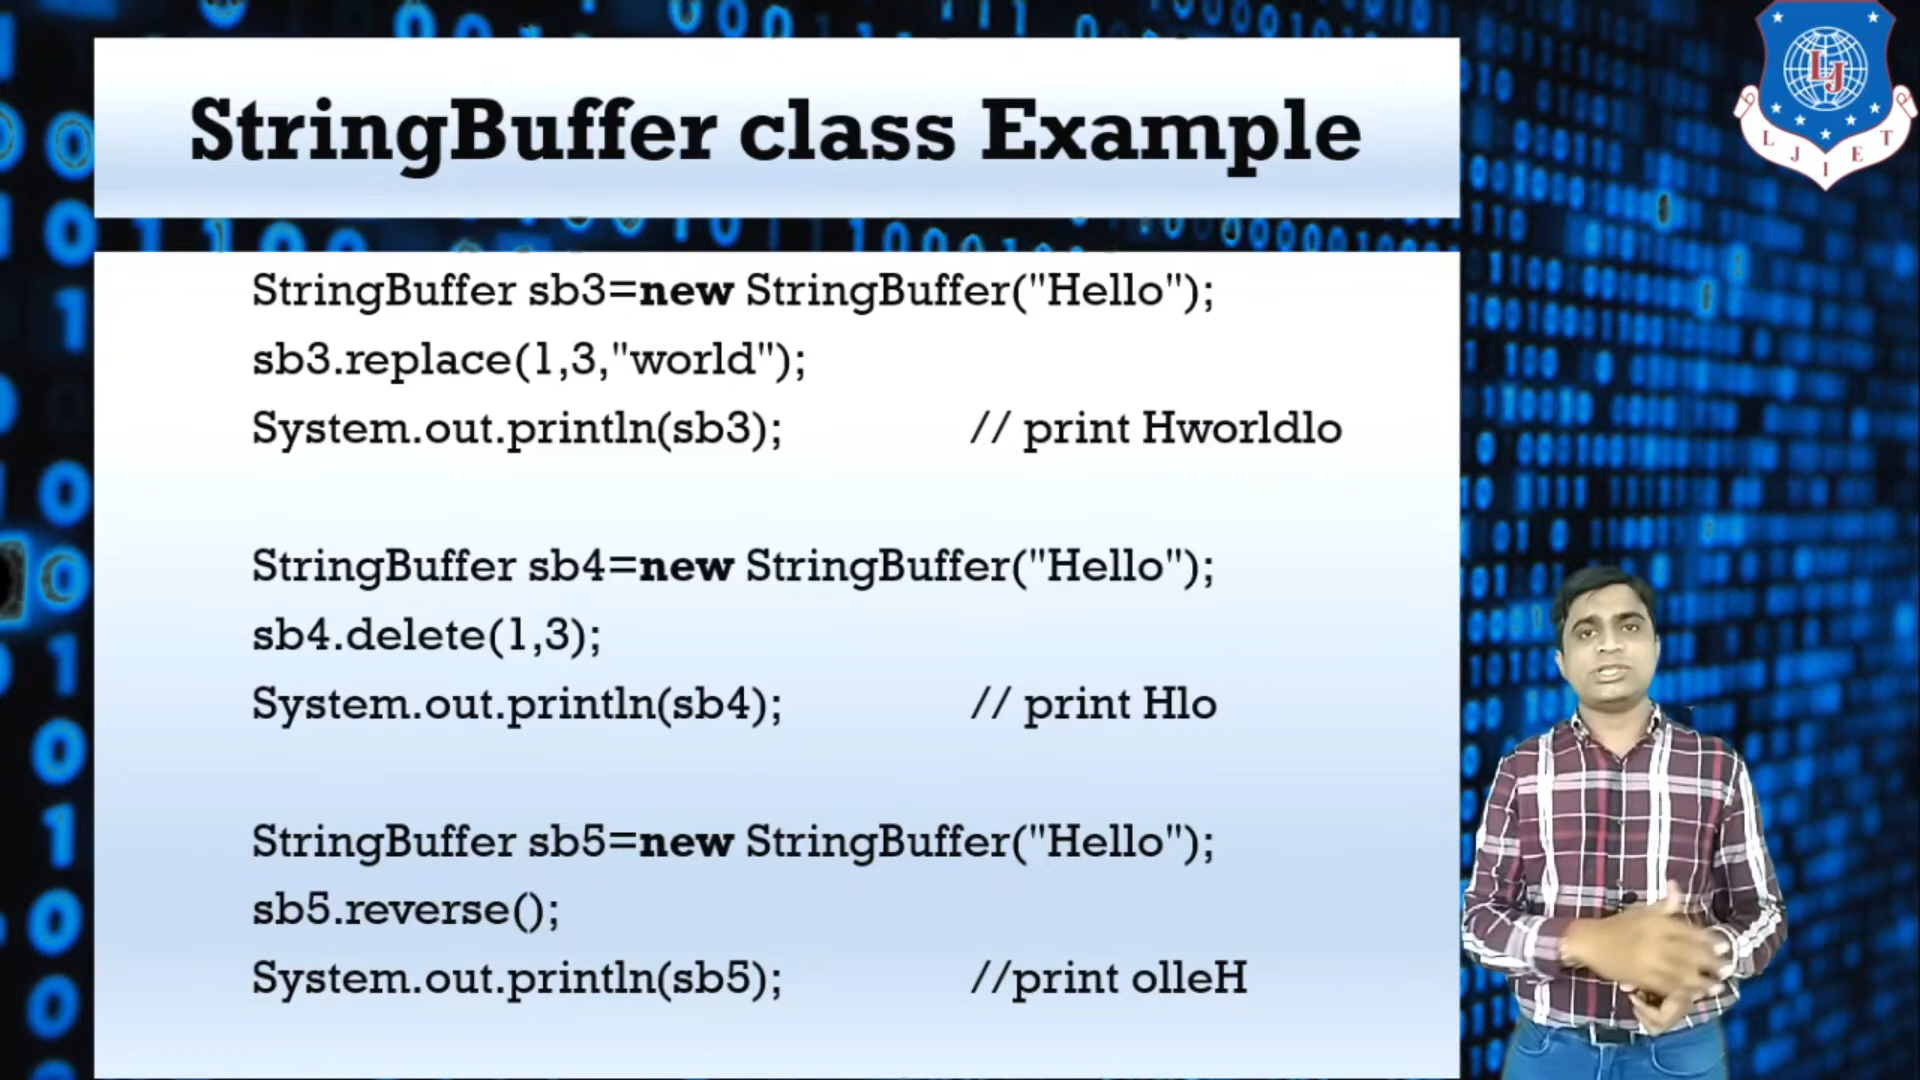 StringBuffer class Example
StringBuffer sb3=new StringBuffer("Hello");
sb3.replace(1,3,"world");
System.out.println(sb3); // print Hworldlo
StringBuffer sb4=new StringBuffer("Hello");
sb4.delete(1,3);
System.out.println(sb4); // print Hlo
StringBuffer sb5=new StringBuffer("Hello");
sb5.reverse();
System.out.println(sb5); //print olleH
LJ
L J I E T